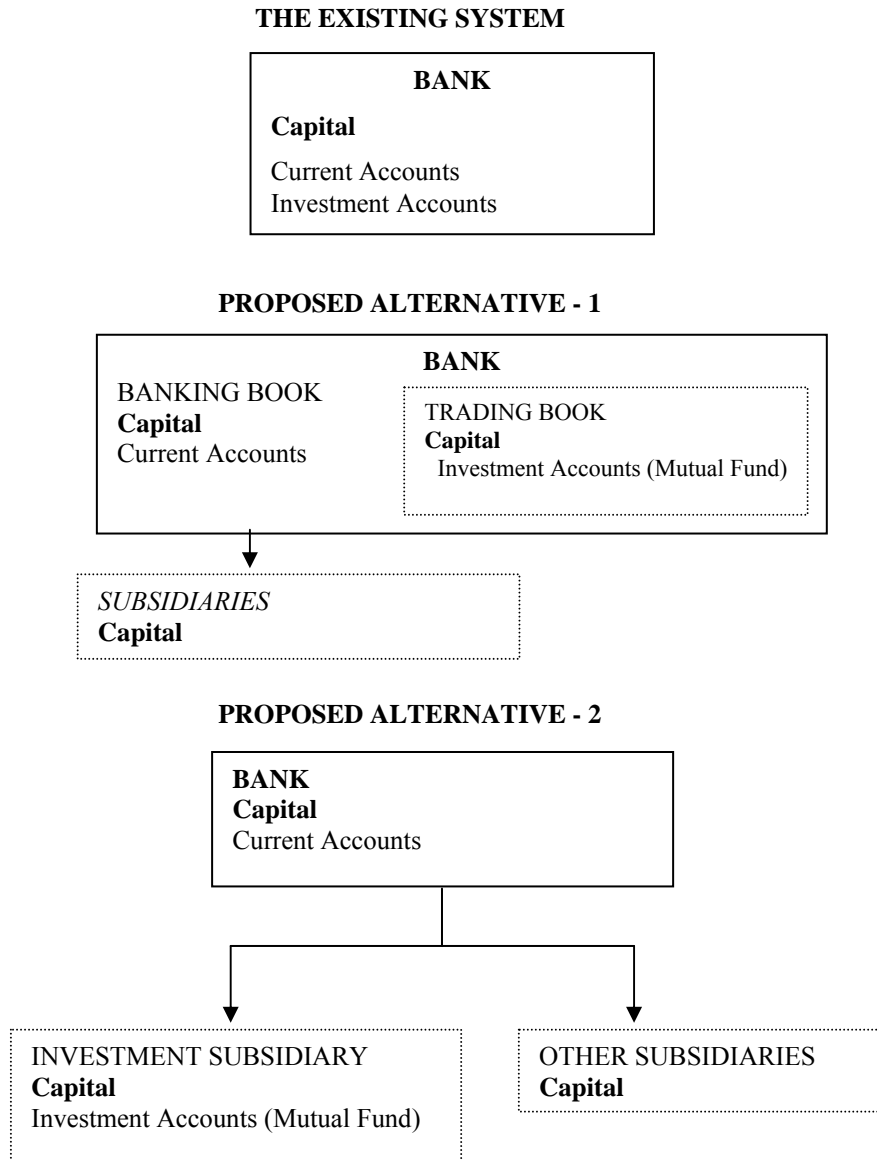 THE EXISTING SYSTEM
BANK
Capital
Current Accounts
Investment Accounts
PROPOSED ALTERNATIVE - 1
BANK
BANKING BOOK
Capital
Current Accounts
TRADING BOOK
Capital
Investment Accounts (Mutual Fund)
SUBSIDIARIES
Capital
PROPOSED ALTERNATIVE - 2
BANK
Capital
Current Accounts
INVESTMENT SUBSIDIARY
Capital
Investment Accounts (Mutual Fund)
OTHER SUBSIDIARIES
Capital